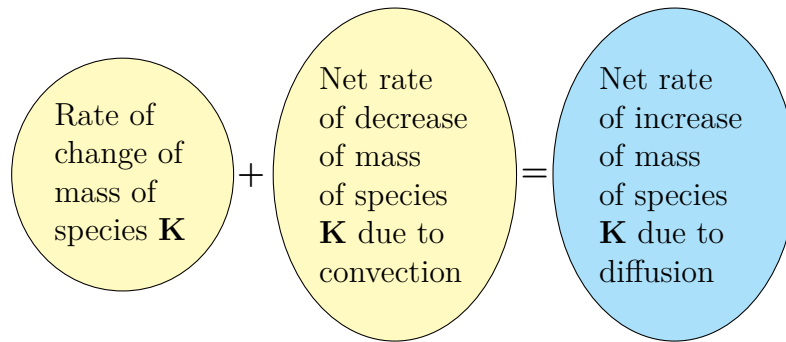 Rate of
change of
mass of
species K
+
Net rate
of decrease
of mass
of species
K due to
convection
=
Net rate
of increase
of mass
of species
K due to
diffusion